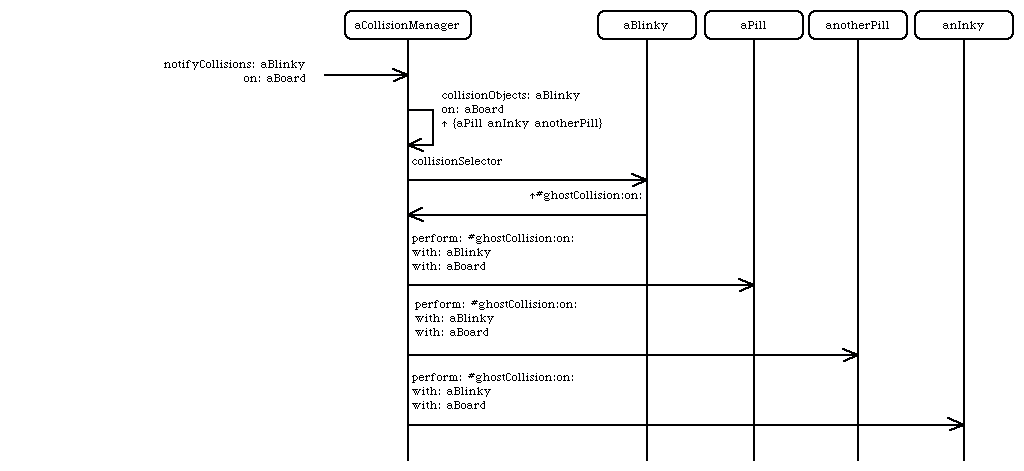 aCollisionManager
aBlinky
aPill
anotherPill
anInky
notifyCollisions: aBlinky
on: aBoard
collisionObjects: aBlinky
on: aBoard
↑ {aPill anInky anotherPill}
collisionSelector
↑#ghostCollision:on:
perform: #ghostCollision:on:
with: aBlinky
with: aBoard
perform: #ghostCollision:on:
with: aBlinky
with: aBoard
perform: #ghostCollision:on:
with: aBlinky
with: aBoard